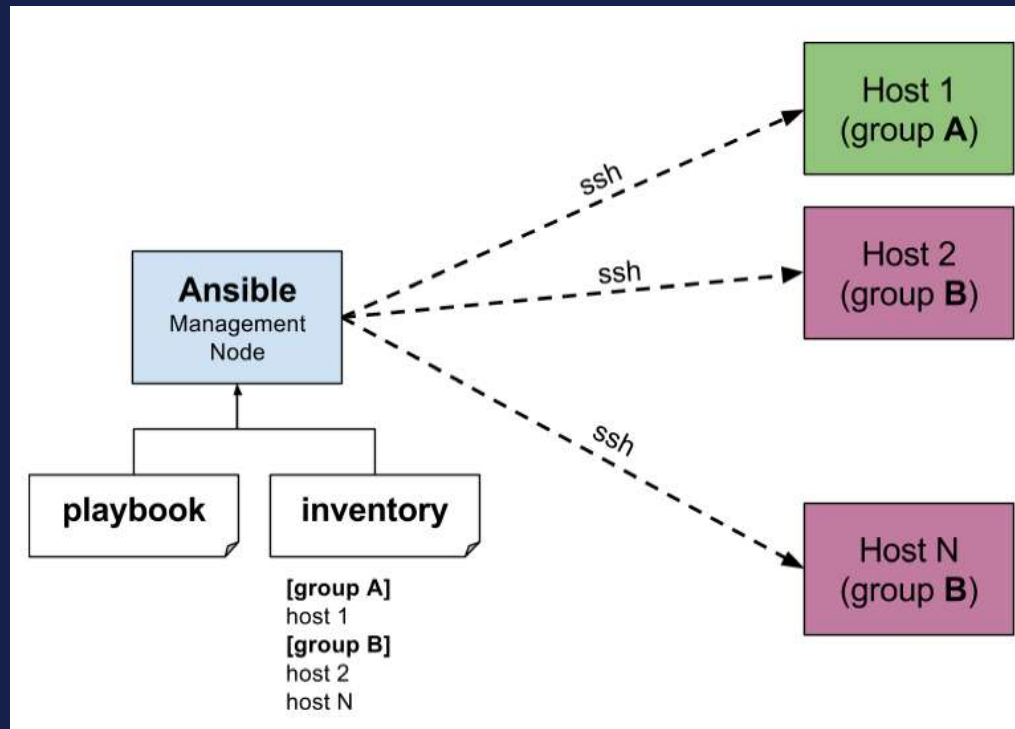 Host 1
(group A)
ssh
Host 2
(group B)
ssh
Ansible
Management
Node
ssh
playbook
inventory
Host N
(group B)
[group A]
host 1
[group B]
host 2
host N